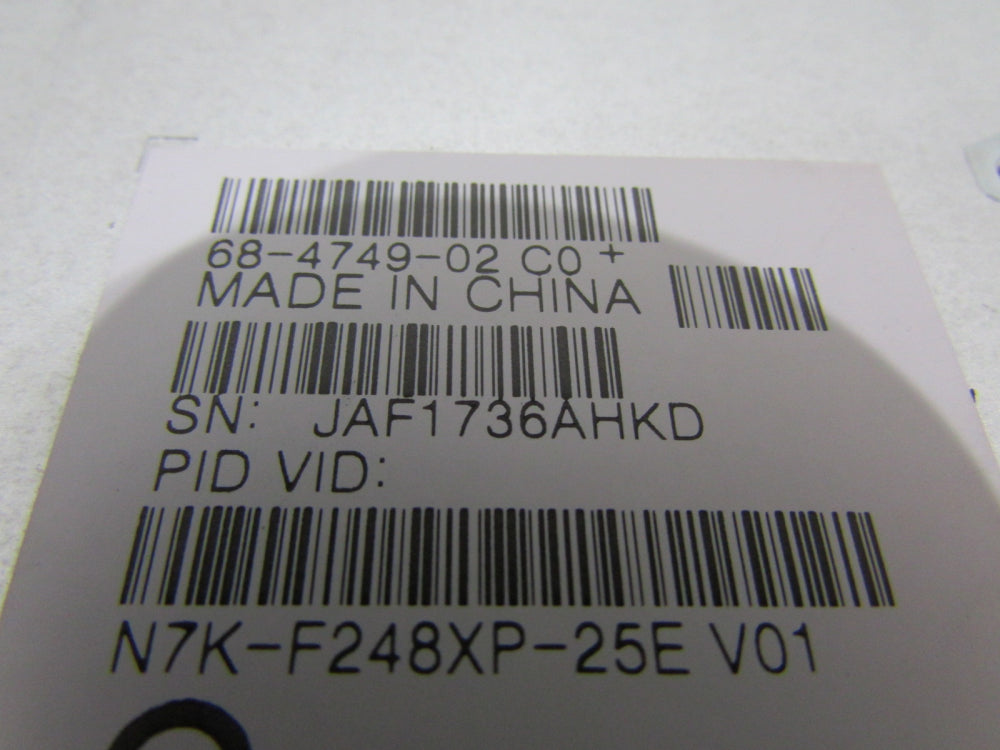 68-4749-02 C0 +
MADE IN CHINA
SN: JAF1736AHKD
PID VID:
N7K-F248XP-25E V01